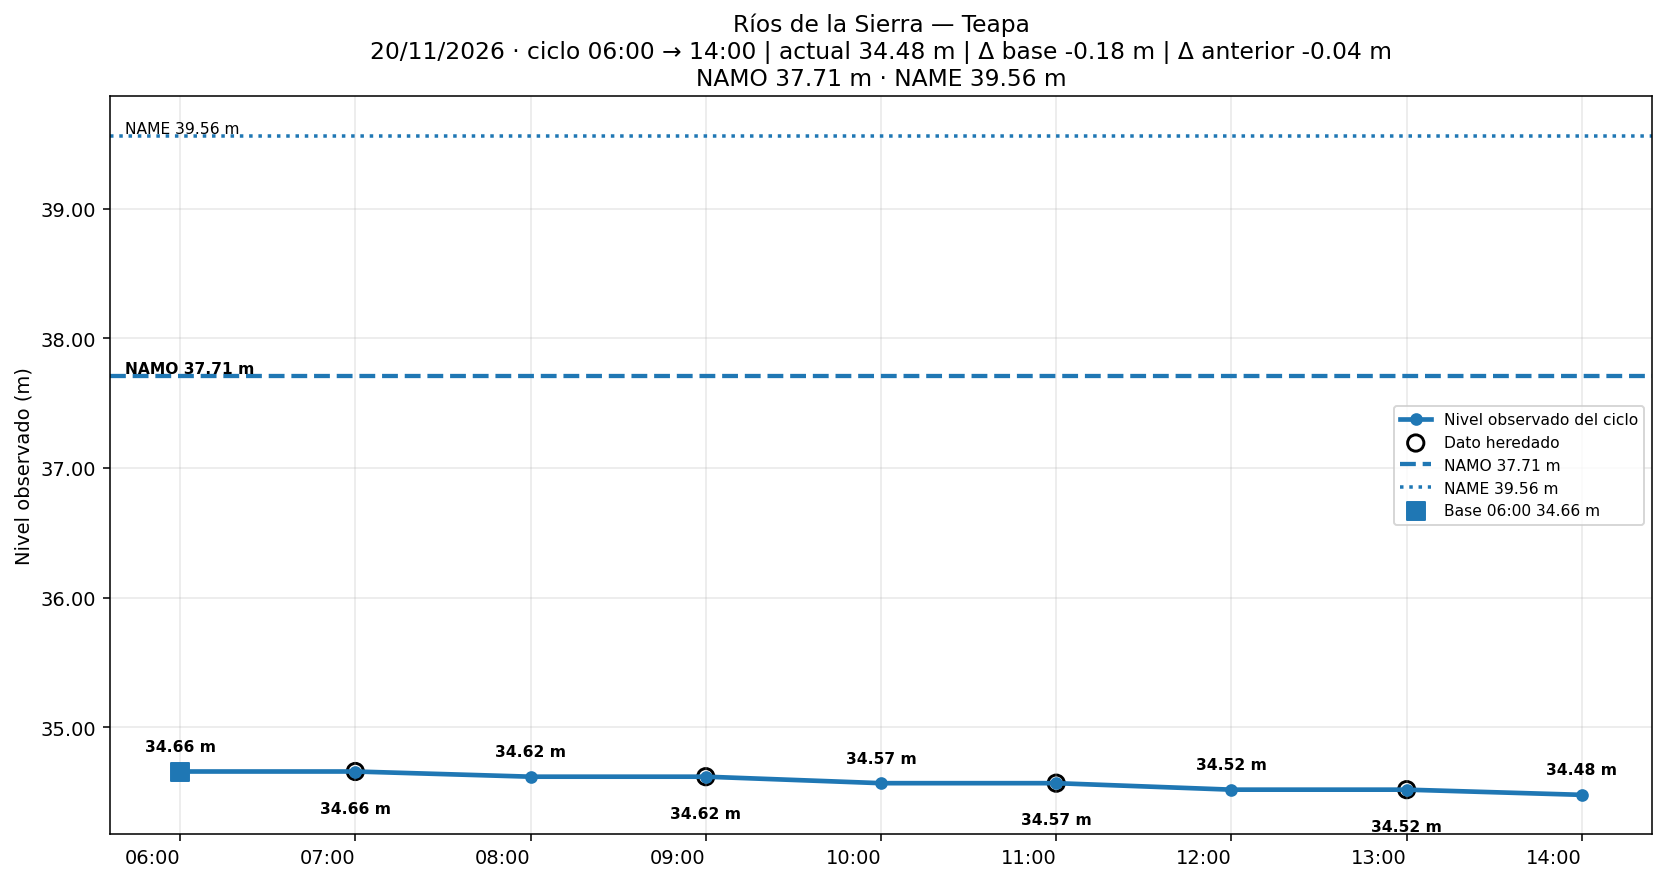 Ríos de la Sierra — Teapa
20/11/2026 · ciclo 06:00 → 14:00 | actual 34.48 m | Δ base -0.18 m | Δ anterior -0.04 m
NAMO 37.71 m · NAME 39.56 m
NAME 39.56 m
39.00
38.00
NAMO 37.71 m
37.00
36.00
35.00
Nivel observado (m)
Nivel observado del ciclo
Dato heredado
NAMO 37.71 m
NAME 39.56 m
Base 06:00 34.66 m
34.66 m
34.66 m
34.62 m
34.62 m
34.57 m
34.57 m
34.52 m
34.52 m
34.48 m
06:00 07:00 08:00 09:00 10:00 11:00 12:00 13:00 14:00